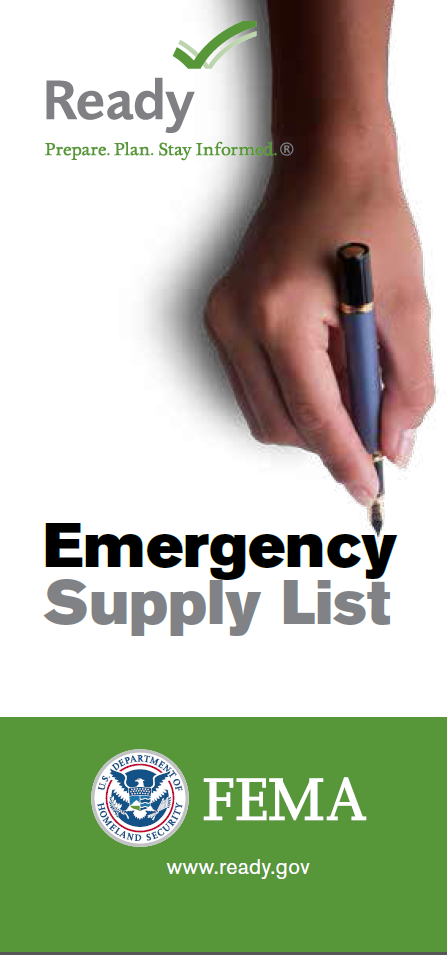 Ready
Prepare. Plan. Stay Informed.®
Emergency
Supply List
U.S. DEPARTMENT OF
HOMELAND SECURITY
FEMA
www.ready.gov